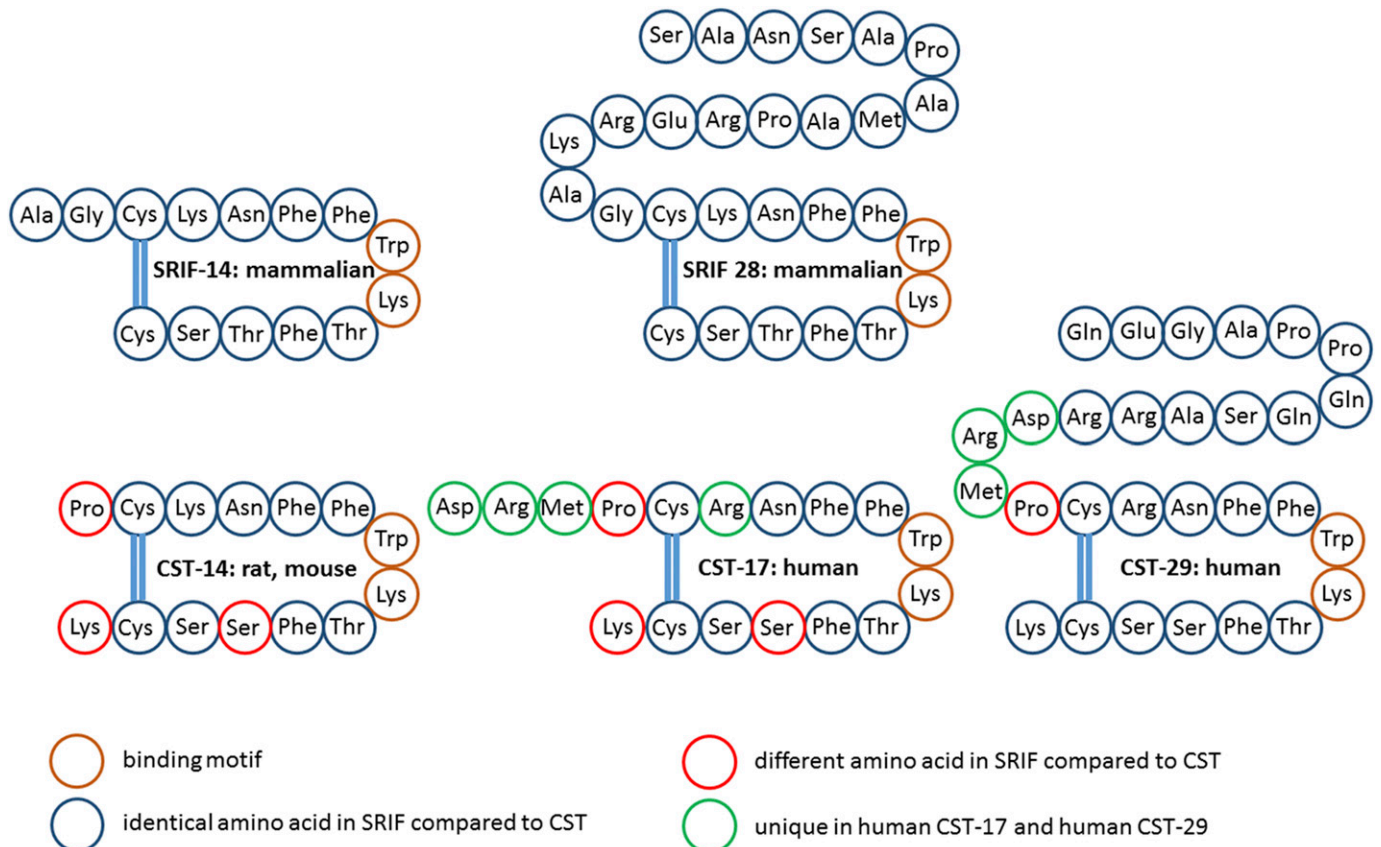 Ser Ala Asn Ser Ala Pro
Ala
Lys Arg Glu Arg Pro Ala Met
Ala
Gly Cys Lys Asn Phe Phe
Trp
SRIF 28: mammalian
Lys
Cys Ser Thr Phe Thr
Ala Gly Cys Lys Asn Phe Phe
Trp
SRIF-14: mammalian
Lys
Cys Ser Thr Phe Thr
Pro Cys Lys Asn Phe Phe
Trp
CST-14: rat, mouse
Lys
Lys Cys Ser Ser Phe Thr
Asp Arg Met Pro Cys Arg Asn Phe Phe
Trp
CST-17: human
Lys
Lys Cys Ser Ser Phe Thr
Gln Glu Gly Ala Pro Pro
Gln
Arg Asp Arg Arg Ala Ser Gln
Met
Pro Cys Arg Asn Phe Phe
Trp
CST-29: human
Lys
Lys Cys Ser Ser Phe Thr
binding motif
identical amino acid in SRIF compared to CST
different amino acid in SRIF compared to CST
unique in human CST-17 and human CST-29